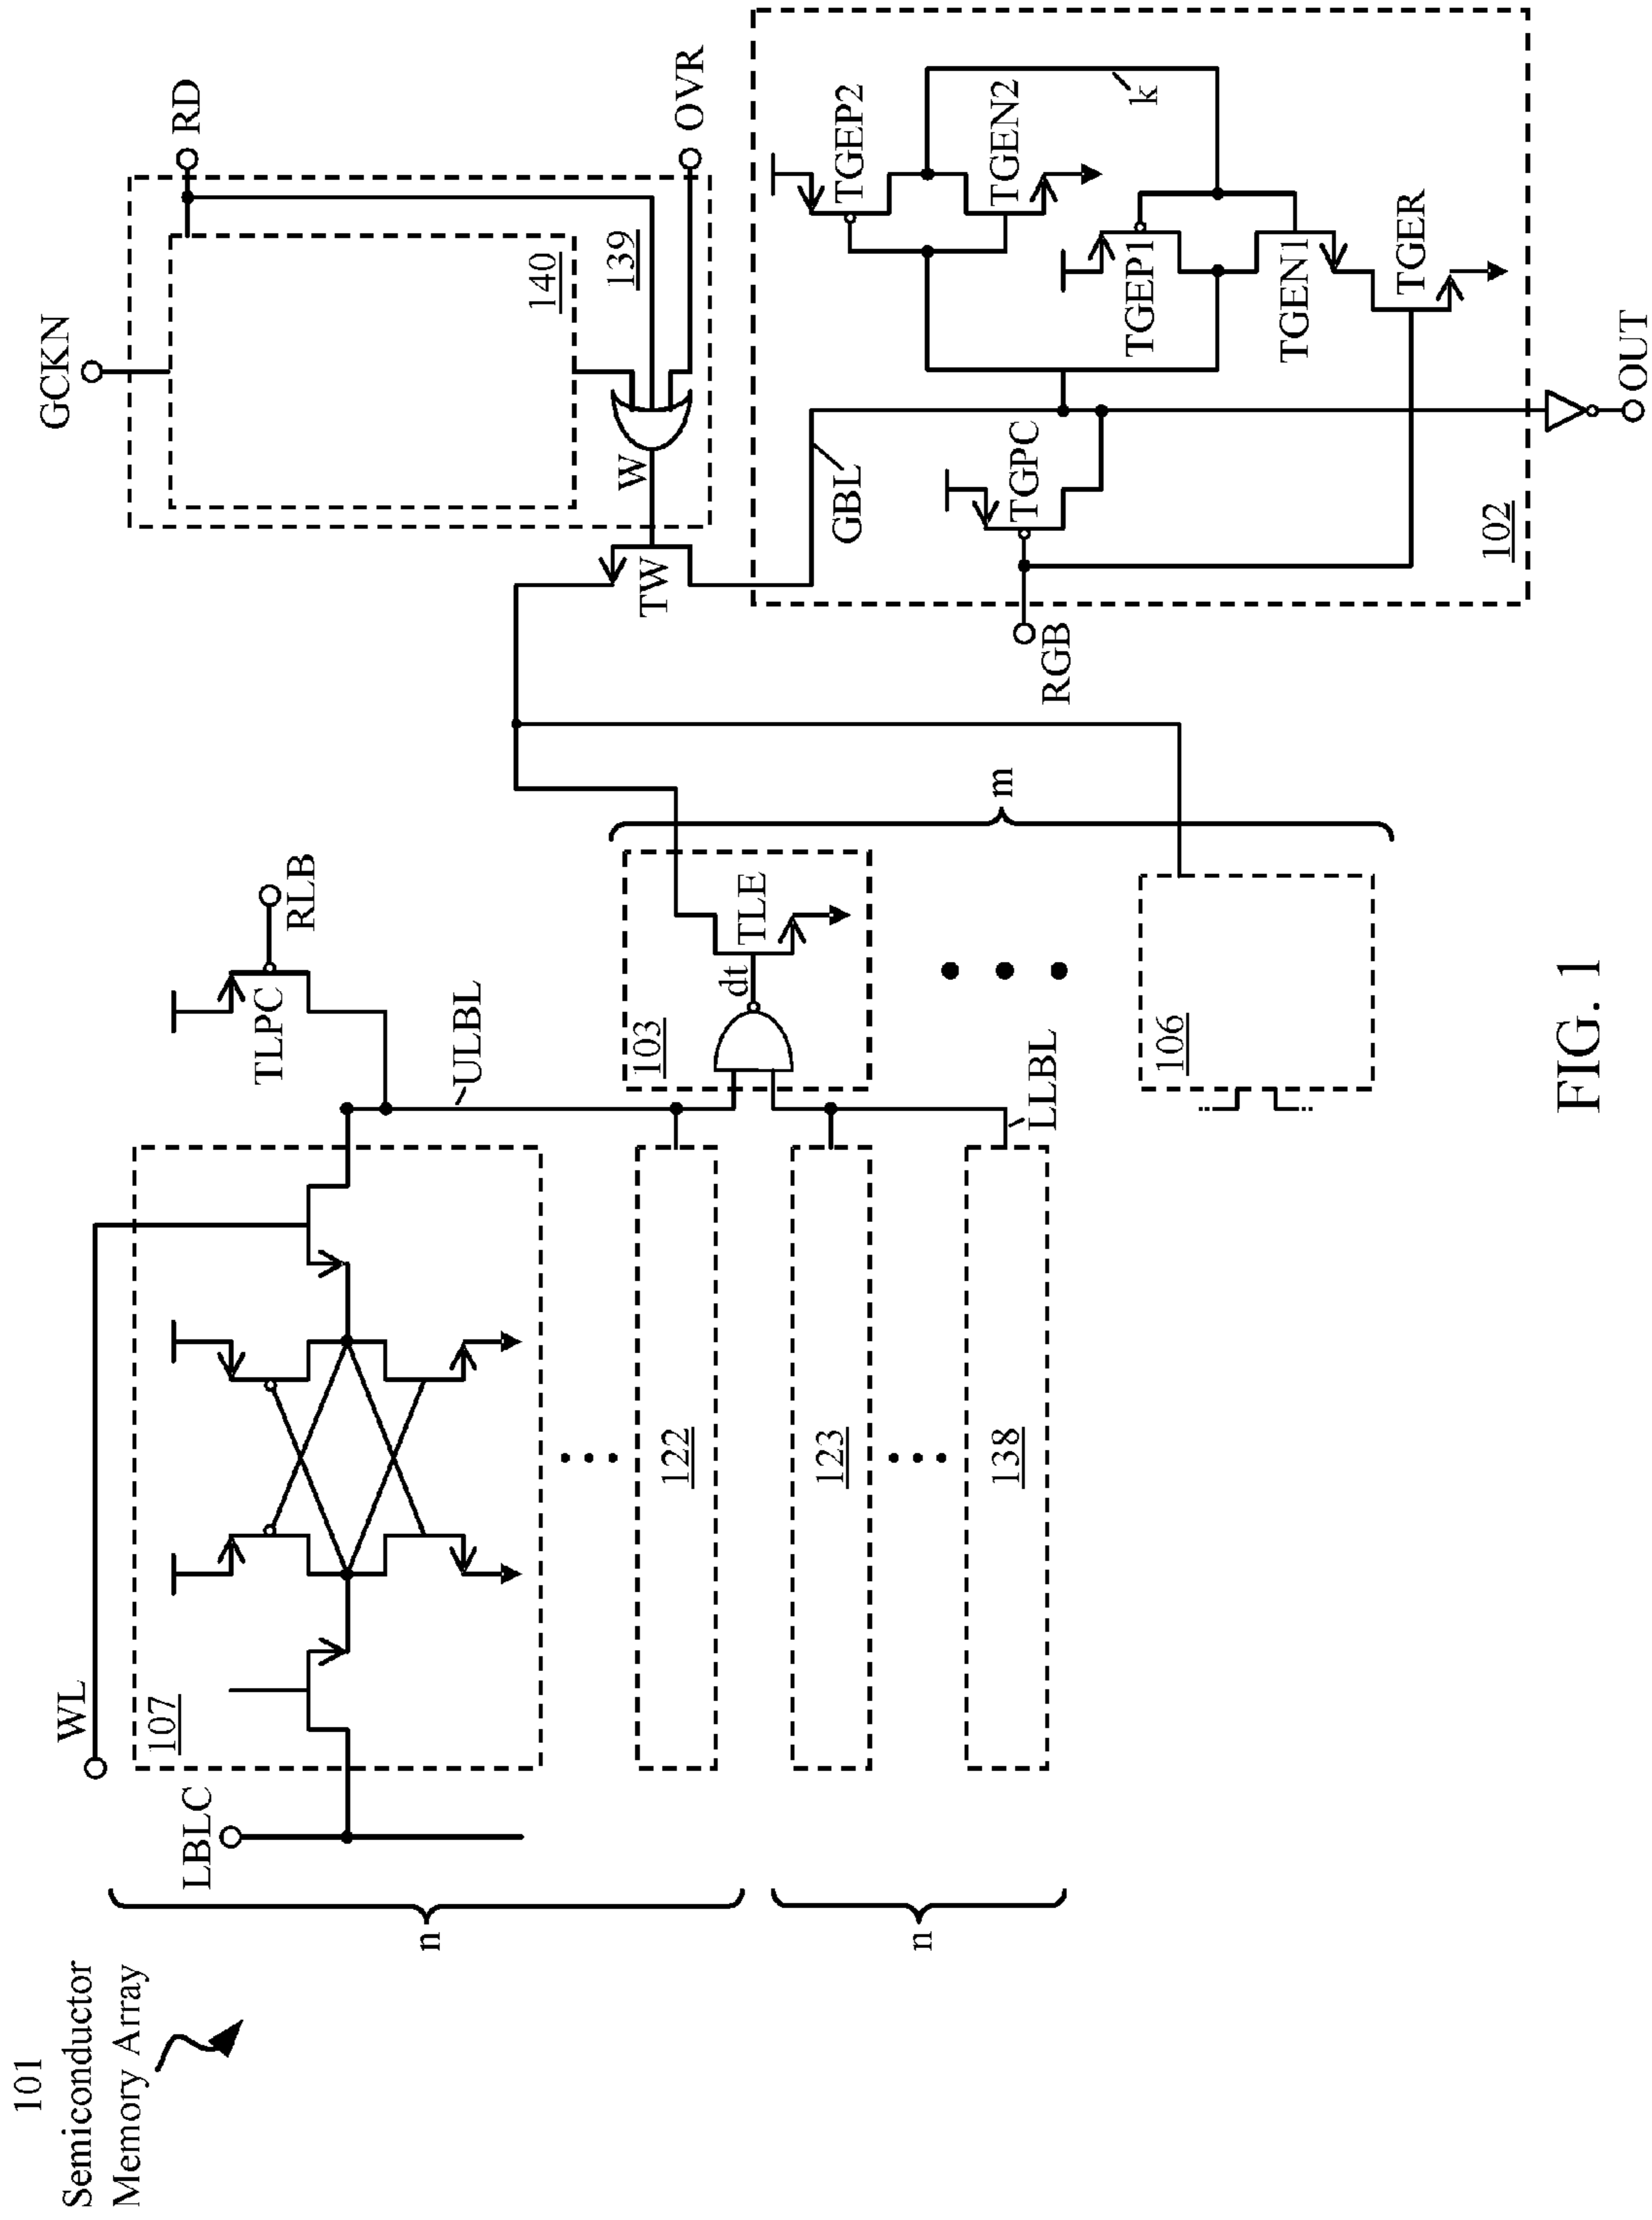 101
Semiconductor
Memory Array
WL
LBLC
107
n
n
122
123
138
TLPC
RLB
ULBL
LLBL
103
dt
TLE
106
m
GCKN
RD
OVR
140
139
W
TW
GBL
RGB
TGPC
TGEP2
TGEN2
k
TGEP1
TGEN1
TGER
102
OUT
FIG. 1